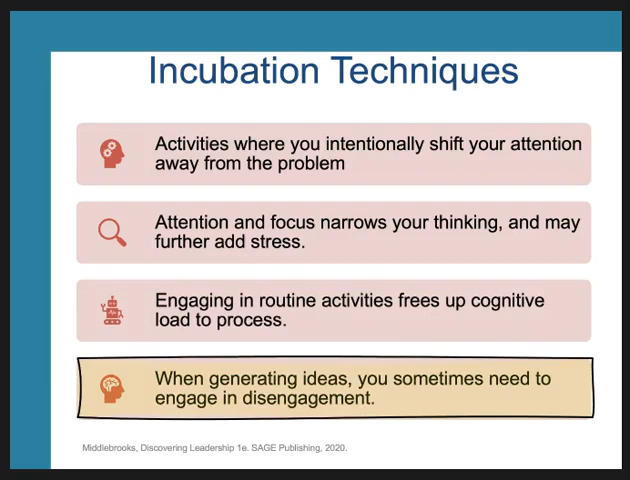 Incubation Techniques
Activities where you intentionally shift your attention
away from the problem
Attention and focus narrows your thinking, and may
further add stress.
Engaging in routine activities frees up cognitive
load to process.
When generating ideas, you sometimes need to
engage in disengagement.
Middlebrooks, Discovering Leadership 1e. SAGE Publishing, 2020.